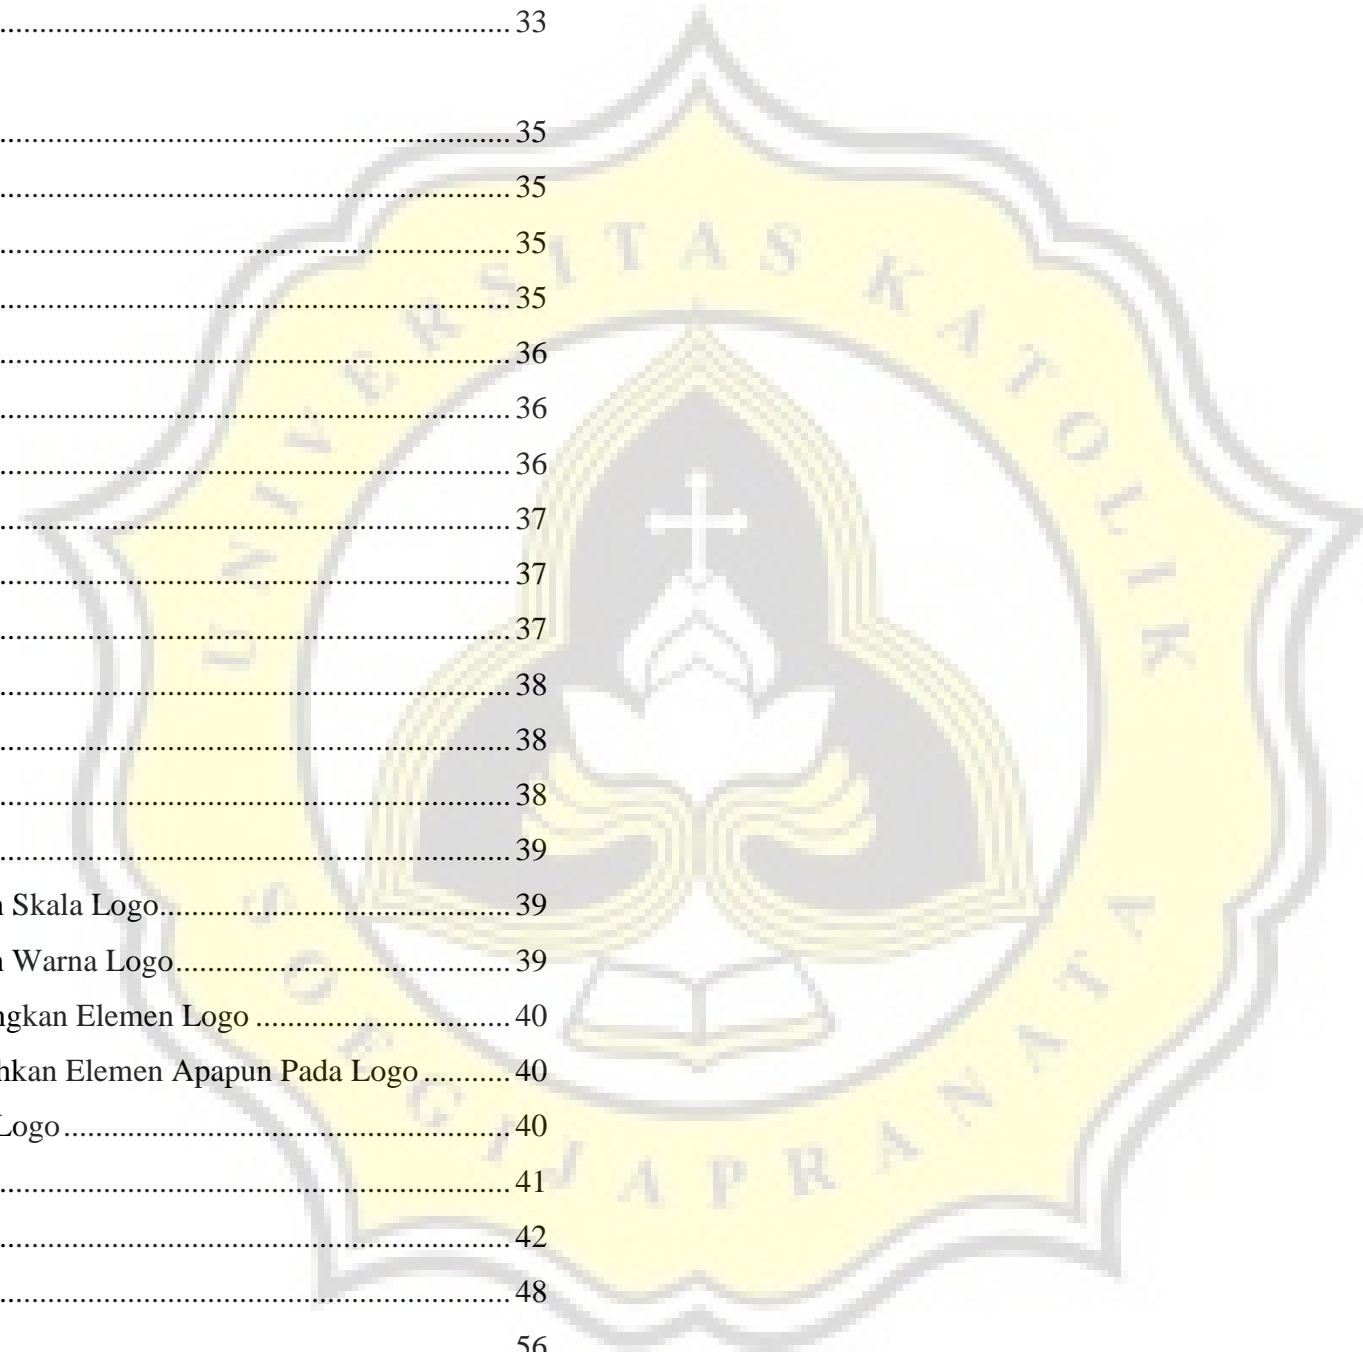 .......... 33
.......... 35
.......... 35
.......... 35
.......... 35
.......... 36
.......... 36
.......... 36
.......... 37
.......... 37
.......... 37
.......... 38
.......... 38
.......... 38
.......... 39
n Skala Logo.......... 39
n Warna Logo.......... 39
ngkan Elemen Logo .......... 40
hkan Elemen Apapun Pada Logo .......... 40
Logo .......... 40
.......... 41
.......... 42
.......... 48
56
UNIVERSITAS KATOLIK
SOEGIJAPRANATA